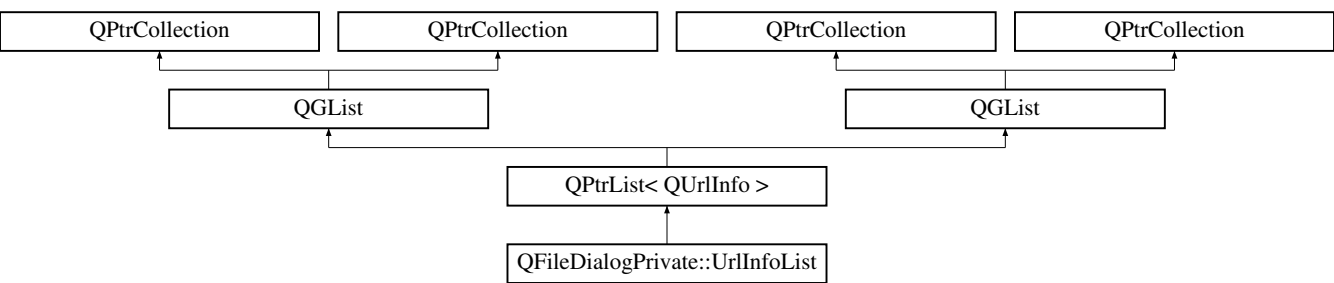 QPtrCollection
QPtrCollection
QPtrCollection
QPtrCollection
QGList
QGList
QPtrList< QUrlInfo >
QFileDialogPrivate::UrlInfoList